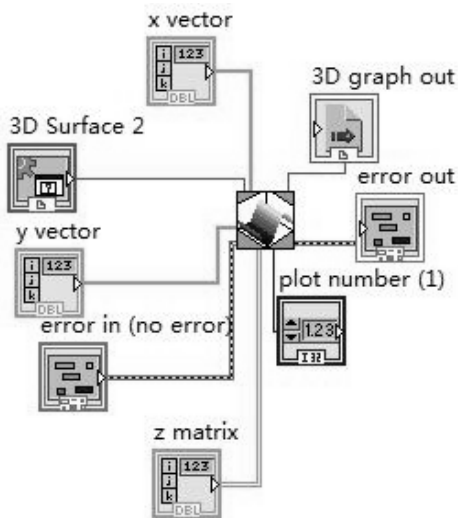 x vector
i 123
j
k
DBL
3D graph out
3D Surface 2
?
error out
y vector
i 123
j
k
DBL
plot number (1)
1.23
I32
error in (no error)
z matrix
i 123
j
k
DBL